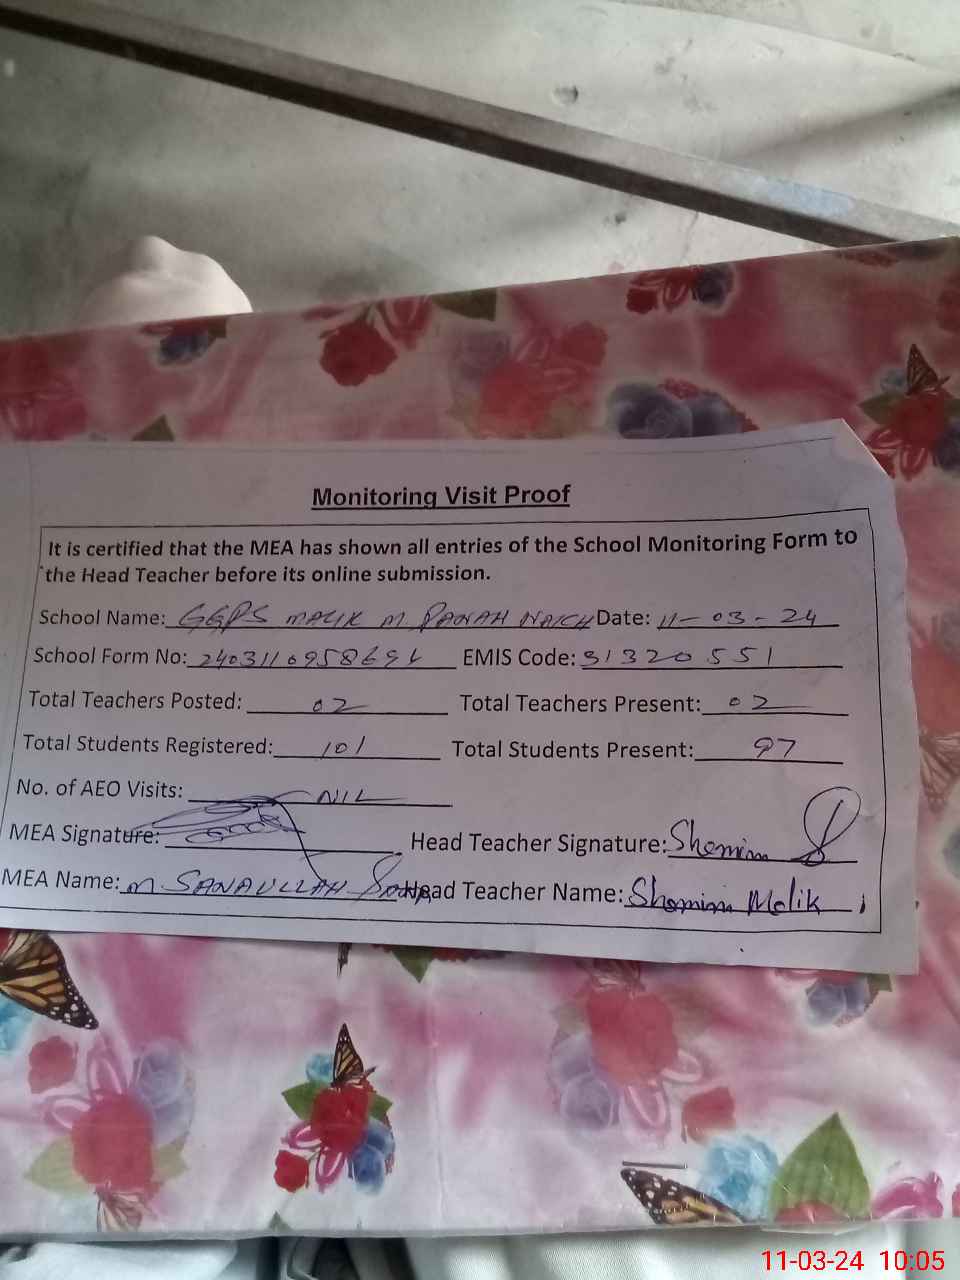 Monitoring Visit Proof
It is certified that the MEA has shown all entries of the School Monitoring Form to
the Head Teacher before its online submission.
School Name: GGPS MALIK M. PANAH NAICH Date: 11-03-24
School Form No: EMIS Code: 31320551
Total Teachers Posted: 02 Total Teachers Present: 02
Total Students Registered: 101 Total Students Present: 97
No. of AEO Visits: NIL
MEA Signature: Head Teacher Signature: Shamim
MEA Name: M SANAULLAH Head Teacher Name: Shamim Malik
11-03-24 10:05